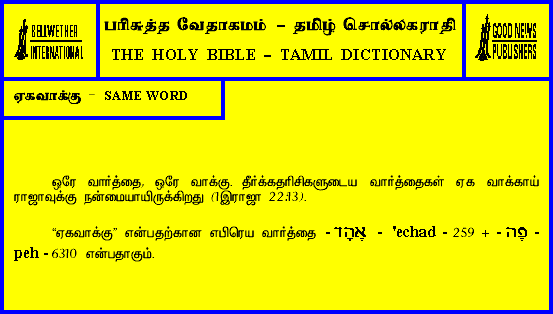 BELLWETHER
INTERNATIONAL
பரிசுத்த வேதாகமம் – தமிழ் சொல்லகராதி
THE HOLY BIBLE – TAMIL DICTIONARY
GOOD NEWS
PUBLISHERS
ஏகவாக்கு – SAME WORD
ஒரே வார்த்தை, ஒரே வாக்கு. தீர்க்கதரிசிகளுடைய வார்த்தைகள் ஏக வாக்காய்
ராஜாவுக்கு நன்மையாயிருக்கிறது (1இராஜா 22:13).
“ஏகவாக்கு” என்பதற்கான எபிரெய வார்த்தை - אֶהָד - 'echad - 259 + - פֶּה -
peh - 6310 என்பதாகும்.